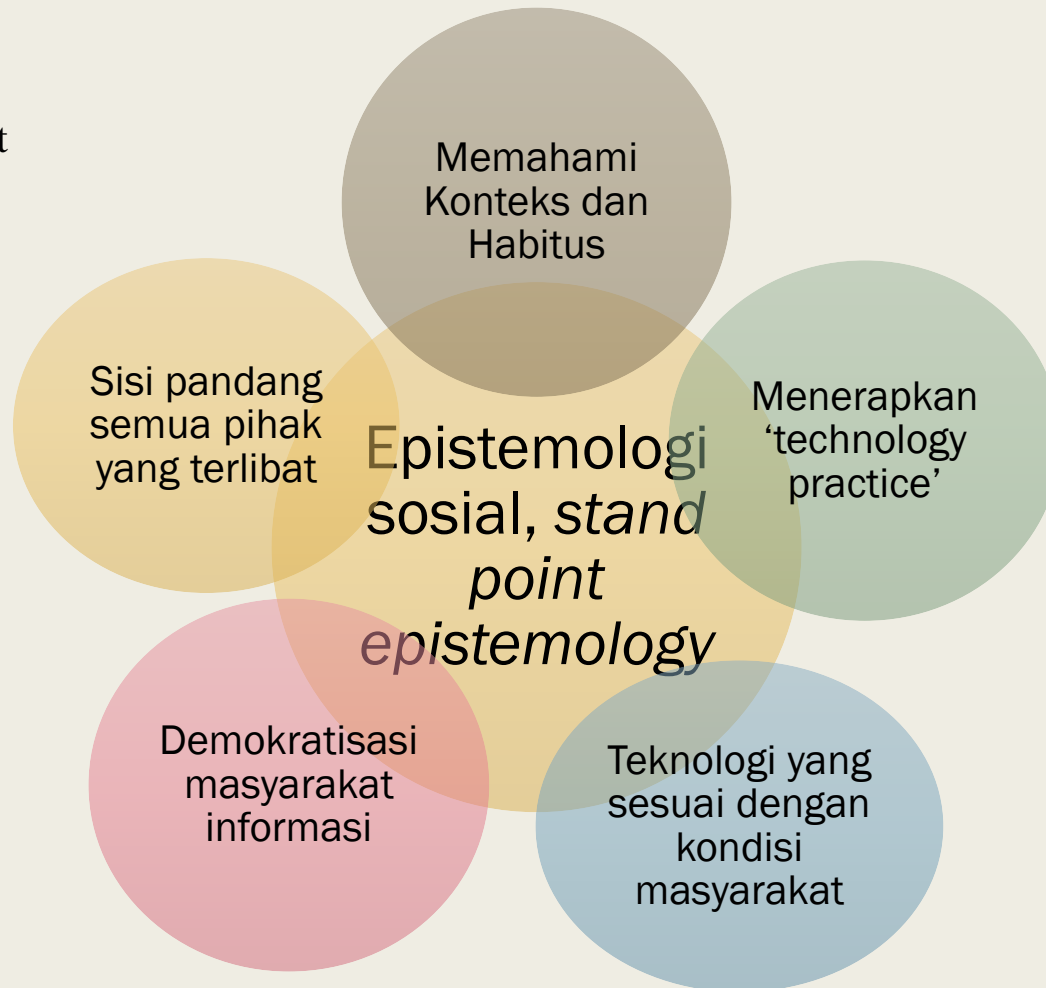 t
Memahami
Konteks dan
Habitus
Sisi pandang
semua pihak
yang terlibat
Menerapkan
‘technology
practice’
Epistemologi
sosial, stand
point
epistemology
Demokratisasi
masyarakat
informasi
Teknologi yang
sesuai dengan
kondisi
masyarakat